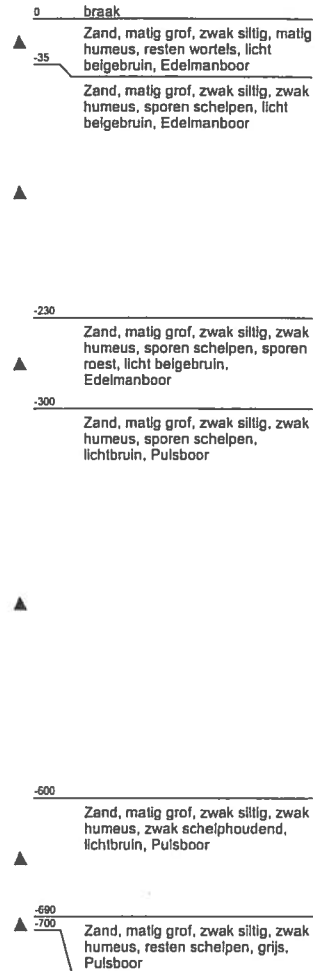 0 braak
Zand, matig grof, zwak siltig, matig
humeus, resten wortels, licht
beigebruin, Edelmanboor
-35
Zand, matig grof, zwak siltig, zwak
humeus, sporen schelpen, licht
beigebruin, Edelmanboor
-230
Zand, matig grof, zwak siltig, zwak
humeus, sporen schelpen, sporen
roest, licht beigebruin,
Edelmanboor
-300
Zand, matig grof, zwak siltig, zwak
humeus, sporen schelpen,
lichtbruin, Pulsboor
-600
Zand, matig grof, zwak siltig, zwak
humeus, zwak schelphoudend,
lichtbruin, Pulsboor
-690
-700
Zand, matig grof, zwak siltig, zwak
humeus, resten schelpen, grijs,
Pulsboor